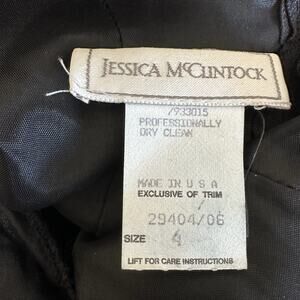 JESSICA MCCLINTOCK
7933015
PROFESSIONALLY
DRY CLEAN
MADE IN U S A
EXCLUSIVE OF TRIM
29404/06
SIZE 4
LIFT FOR CARE INSTRUCTIONS